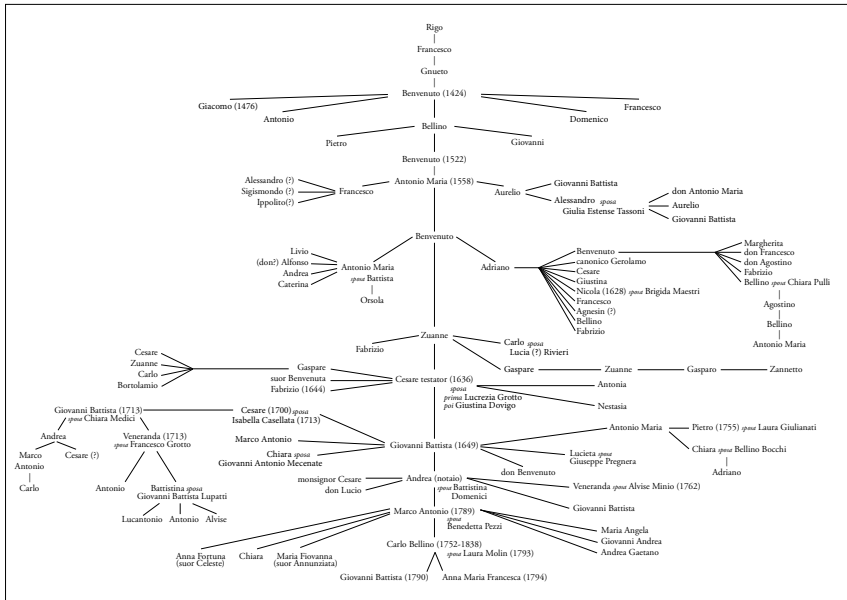 Rigo
Francesco
Gnueto
Benvenuto (1424)
Giacomo (1476)
Francesco
Antonio
Domenico
Bellino
Pietro
Giovanni
Benvenuto (1522)
Alessandro (?)
Sigismondo (?)
Ippolito(?)
Francesco
Antonio Maria (1558)
Aurelio
Giovanni Battista
Alessandro sposa
Giulia Estense Tassoni
don Antonio Maria
Aurelio
Giovanni Battista
Benvenuto
Livio
(don?) Alfonso
Andrea
Caterina
Antonio Maria
sposa Battista
Orsola
Adriano
Benvenuto
canonico Gerolamo
Cesare
Giustina
Nicola (1628) sposa Brigida Maestri
Francesco
Agnesin (?)
Bellino
Fabrizio
Margherita
don Francesco
don Agostino
Fabrizio
Bellino sposa Chiara Pulli
Agostino
Bellino
Antonio Maria
Zuanne
Fabrizio
Carlo sposa
Lucia (?) Rivieri
Gaspare
Zuanne
Gasparo
Zannetto
Cesare
Zuanne
Carlo
Bortolamio
Gaspare
suor Benvenuta
Fabrizio (1644)
Cesare testator (1636)
sposa
prima Lucrezia Grotto
poi Giustina Dovigo
Antonia
Nestasia
Giovanni Battista (1713)
sposa Chiara Medici
Cesare (1700) sposa
Isabella Casellata (1713)
Andrea
Marco
Antonio
Carlo
Cesare (?)
Veneranda (1713)
sposa Francesco Grotto
Antonio
Battistina sposa
Giovanni Battista Lupatti
Lucantonio
Antonio
Alvise
Marco Antonio
Chiara sposa
Giovanni Antonio Mecenate
Giovanni Battista (1649)
Antonio Maria
Pietro (1755) sposa Laura Giulianati
Chiara sposa Bellino Bocchi
Adriano
Lucieta sposa
Giuseppe Pregnera
don Benvenuto
monsignor Cesare
don Lucio
Andrea (notaio)
sposa Battistina
Domenici
Veneranda sposa Alvise Minio (1762)
Giovanni Battista
Marco Antonio (1789)
sposa
Benedetta Pezzi
Anna Fortuna
(suor Celeste)
Chiara
Maria Fiovanna
(suor Annunziata)
Maria Angela
Giovanni Andrea
Andrea Gaetano
Carlo Bellino (1752-1838)
sposa Laura Molin (1793)
Giovanni Battista (1790)
Anna Maria Francesca (1794)